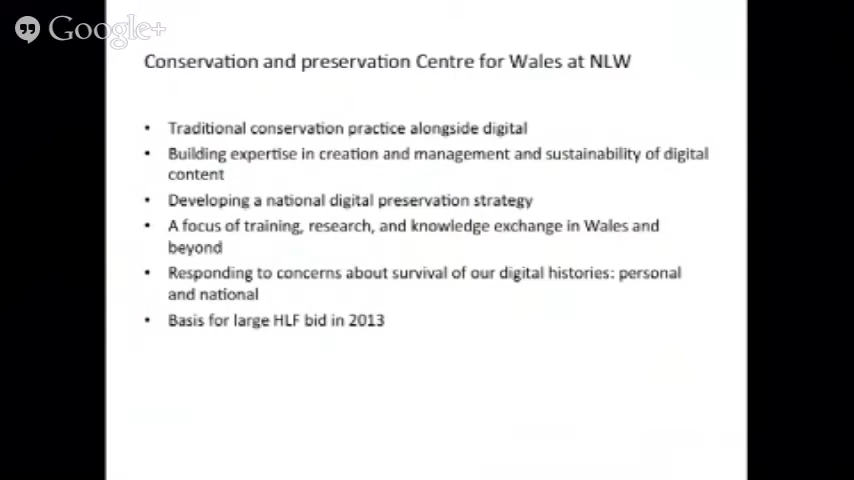 Google+
Conservation and preservation Centre for Wales at NLW
• Traditional conservation practice alongside digital
• Building expertise in creation and management and sustainability of digital
content
• Developing a national digital preservation strategy
• A focus of training, research, and knowledge exchange in Wales and
beyond
• Responding to concerns about survival of our digital histories: personal
and national
• Basis for large HLF bid in 2013